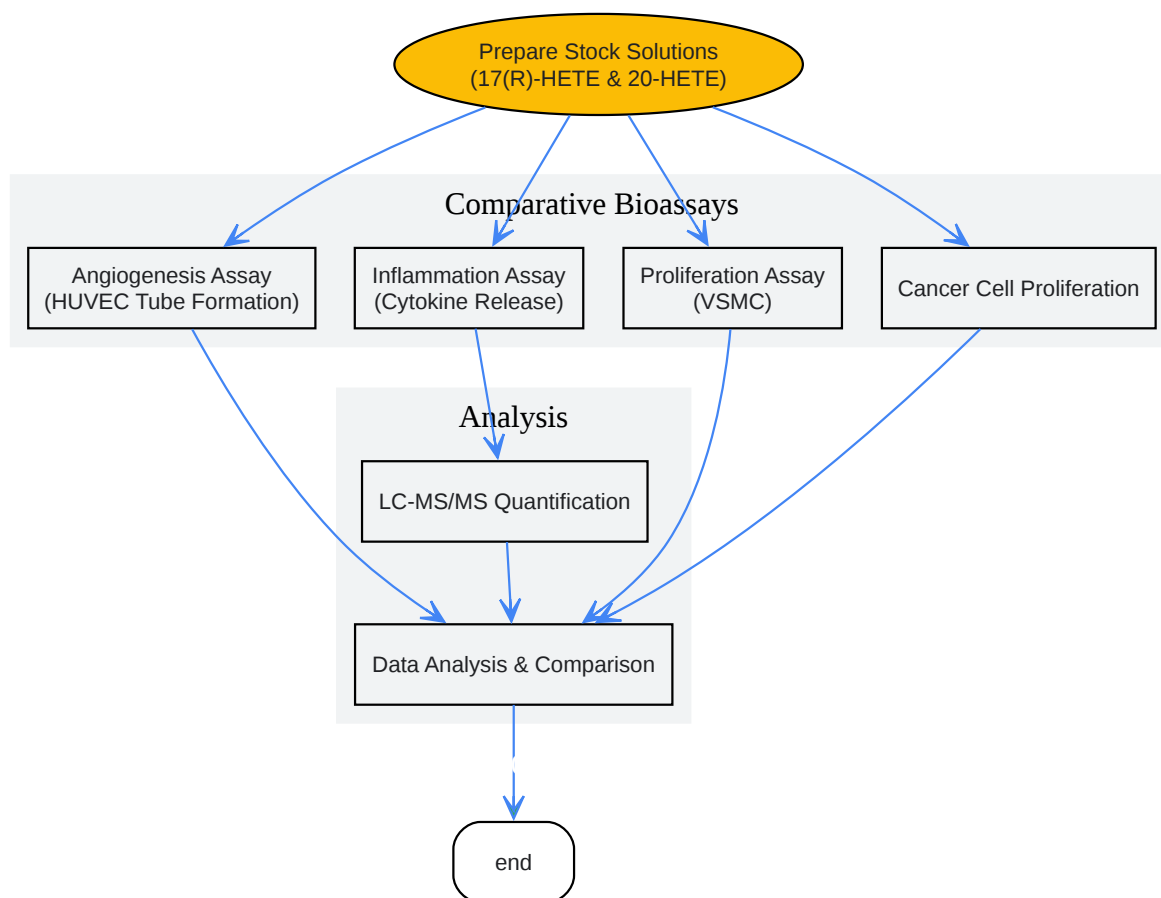 Prepare Stock Solutions
(17(R)-HETE & 20-HETE)
Comparative Bioassays
Angiogenesis Assay
(HUVEC Tube Formation)
Inflammation Assay
(Cytokine Release)
Proliferation Assay
(VSMC)
Cancer Cell Proliferation
Analysis
LC-MS/MS Quantification
Data Analysis & Comparison
end